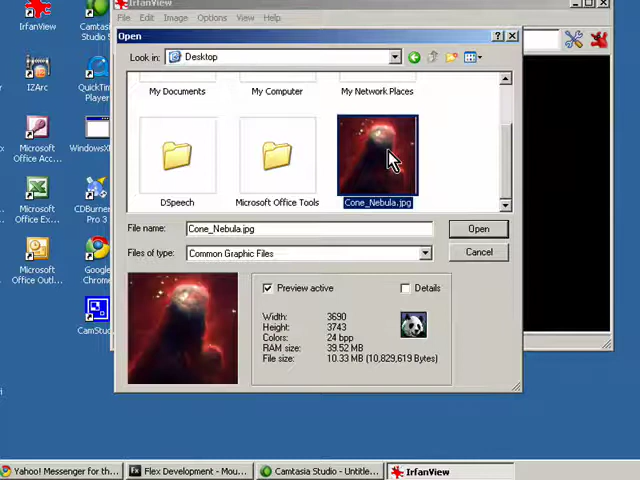 IrfanView
File Edit Image Options View Help
Open
Look in: Desktop
My Documents My Computer My Network Places
DSpeech Microsoft Office Tools Cone_Nebula.jpg
File name: Cone_Nebula.jpg Open
Files of type: Common Graphic Files Cancel
Preview active Details
Width: 3690
Height: 3743
Colors: 24 bpp
RAM size: 39.52 MB
File size: 10.33 MB (10,829,619 Bytes)
IrfanView Camtasia
Studio 5
IZArc QuickTime
Player
Microsoft
Office Acc... WindowsX
Microsoft
Office Ex... CDBurner
Pro 3
Microsoft
Office Outl... Google
Chrome
CamStu
Yahoo! Messenger for th... Flex Development - Mou... Camtasia Studio - Untitle... IrfanView